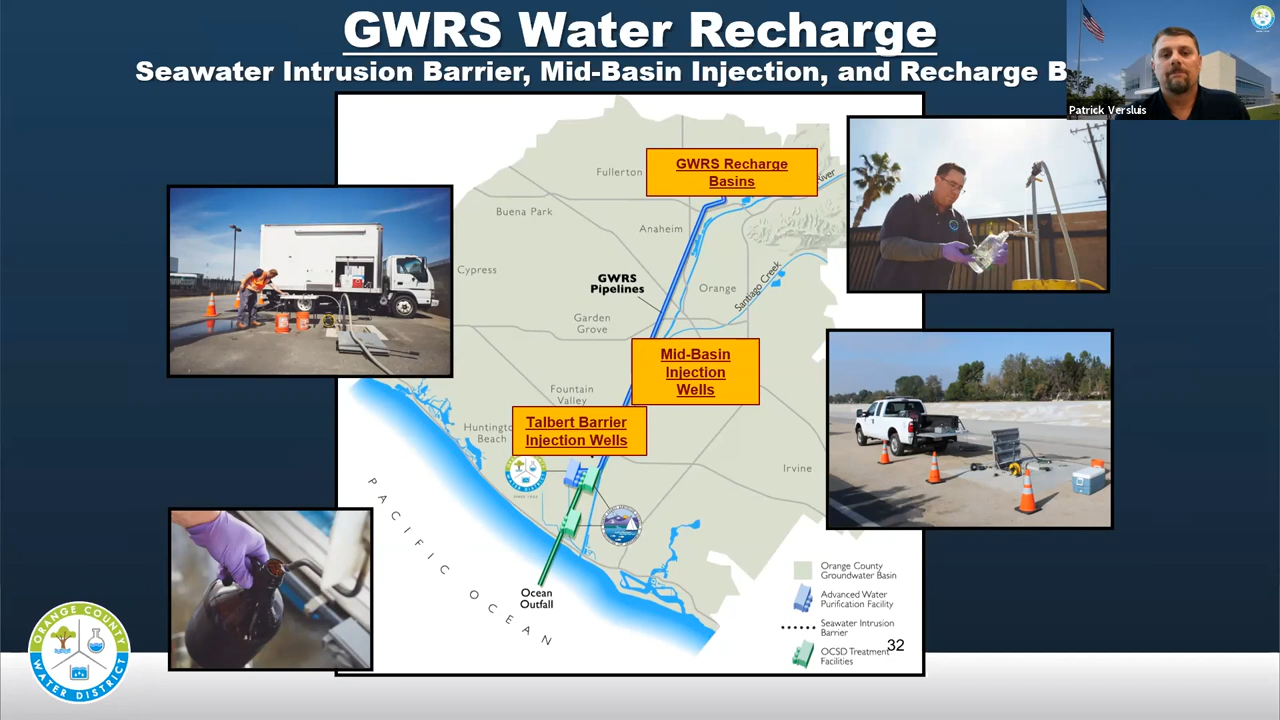 GWRS Water Recharge
Seawater Intrusion Barrier, Mid-Basin Injection, and Recharge B
Patrick Versluis
GWRS Recharge
Basins
River
Fullerton
Buena Park
Anaheim
Cypress
GWRS
Pipelines
Orange
Santiago Creek
Garden
Grove
Mid-Basin
Injection
Wells
Fountain
Valley
Talbert Barrier
Injection Wells
Huntington
Beach
Irvine
PACIFIC OCEAN
Ocean
Outfall
Orange County
Groundwater Basin
Advanced Water
Purification Facility
Seawater Intrusion
Barrier
OCSD Treatment
Facilities
32
ORANGE COUNTY
WATER DISTRICT